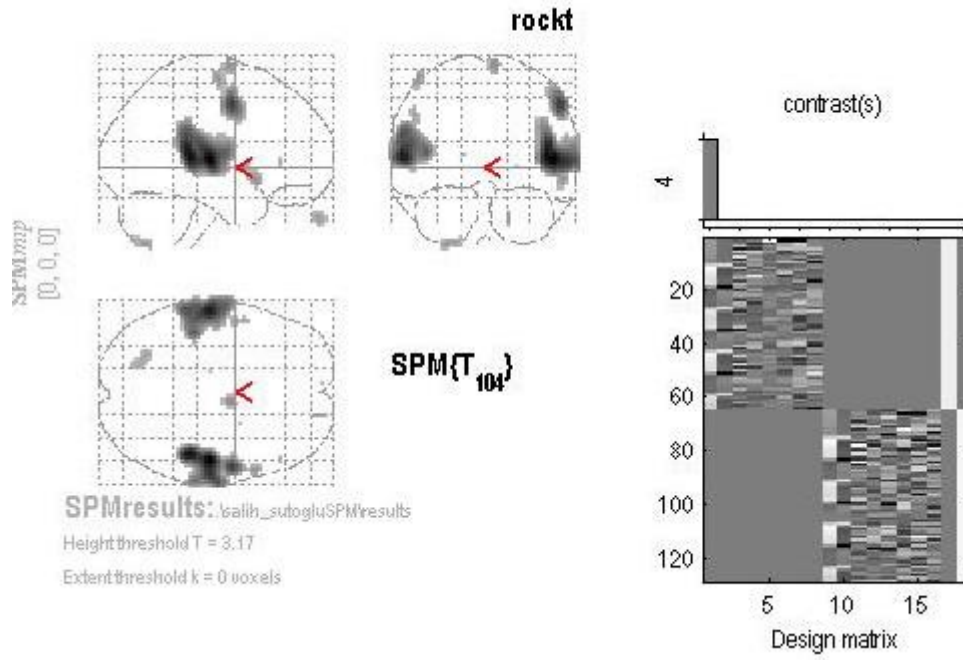 rockt
contrast(s)
4
SPMmip
[0, 0, 0]
SPM{T104}
20
40
60
80
100
120
5 10 15
Design matrix
SPMresults: .\salih_sutogluSPM\results
Height threshold T = 3.17
Extent threshold k = 0 voxels